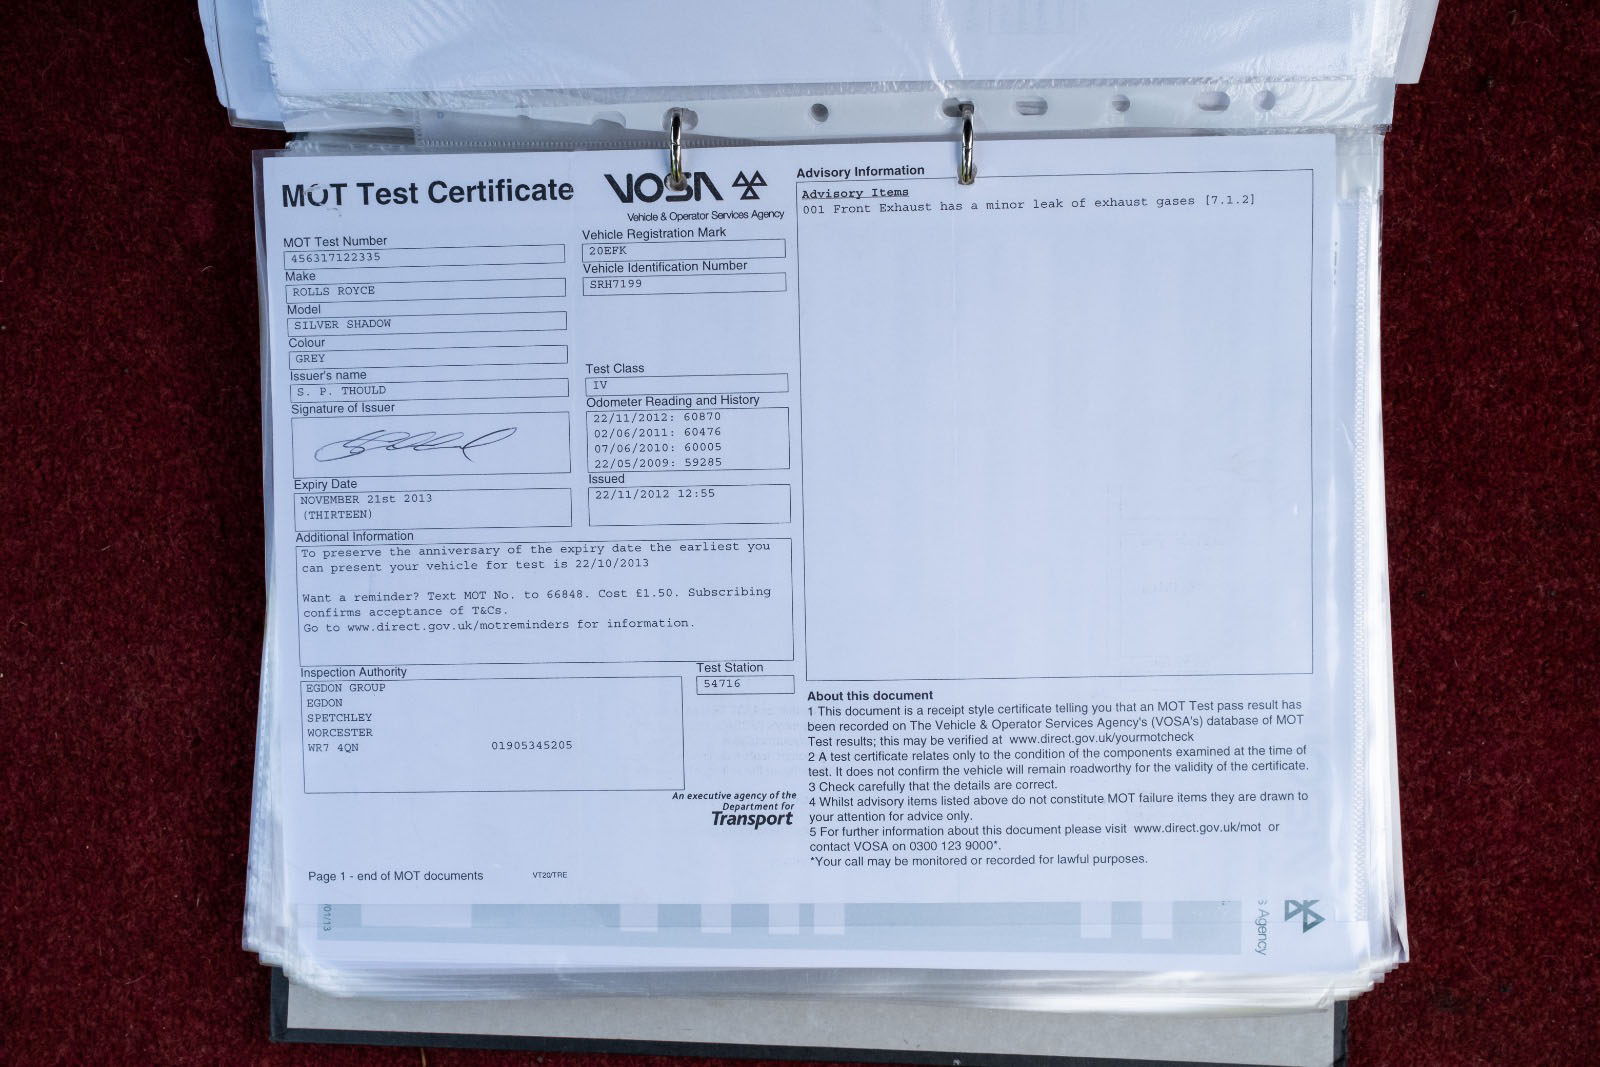 MOT Test Certificate
VOSA
Vehicle & Operator Services Agency
MOT Test Number
456317122335
Make
ROLLS ROYCE
Model
SILVER SHADOW
Colour
GREY
Issuer's name
S. P. THOULD
Signature of Issuer
Expiry Date
NOVEMBER 21st 2013
(THIRTEEN)
Vehicle Registration Mark
20EFK
Vehicle Identification Number
SRH7199
Test Class
IV
Odometer Reading and History
22/11/2012: 60870
02/06/2011: 60476
07/06/2010: 60005
22/05/2009: 59285
Issued
22/11/2012 12:55
Additional Information
To preserve the anniversary of the expiry date the earliest you
can present your vehicle for test is 22/10/2013
Want a reminder? Text MOT No. to 66848. Cost £1.50. Subscribing
confirms acceptance of T&Cs.
Go to www.direct.gov.uk/motreminders for information.
Inspection Authority
EGDON GROUP
EGDON
SPETCHLEY
WORCESTER
WR7 4QN 01905345205
Test Station
54716
An executive agency of the
Department for
Transport
Page 1 - end of MOT documents VT20/TRE
Advisory Information
Advisory Items
001 Front Exhaust has a minor leak of exhaust gases [7.1.2]
About this document
1 This document is a receipt style certificate telling you that an MOT Test pass result has
been recorded on The Vehicle & Operator Services Agency's (VOSA's) database of MOT
Test results; this may be verified at www.direct.gov.uk/yourmotcheck
2 A test certificate relates only to the condition of the components examined at the time of
test. It does not confirm the vehicle will remain roadworthy for the validity of the certificate.
3 Check carefully that the details are correct.
4 Whilst advisory items listed above do not constitute MOT failure items they are drawn to
your attention for advice only.
5 For further information about this document please visit www.direct.gov.uk/mot or
contact VOSA on 0300 123 9000*.
*Your call may be monitored or recorded for lawful purposes.
/01/13
s Agency